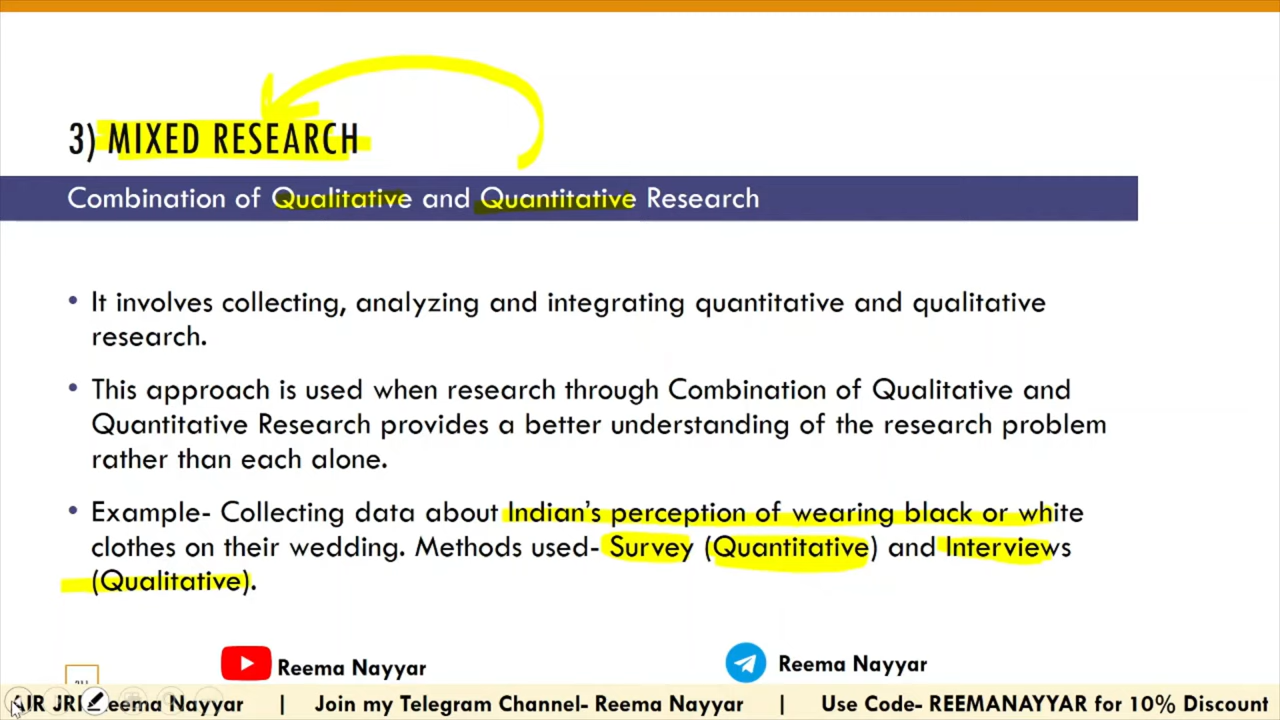 3) MIXED RESEARCH
Combination of Qualitative and Quantitative Research
• It involves collecting, analyzing and integrating quantitative and qualitative
research.
• This approach is used when research through Combination of Qualitative and
Quantitative Research provides a better understanding of the research problem
rather than each alone.
• Example- Collecting data about Indian's perception of wearing black or white
clothes on their wedding. Methods used- Survey (Quantitative) and Interviews
(Qualitative).
Reema Nayyar
Reema Nayyar
AIR JRF Reema Nayyar | Join my Telegram Channel- Reema Nayyar | Use Code- REEMANAYYAR for 10% Discount